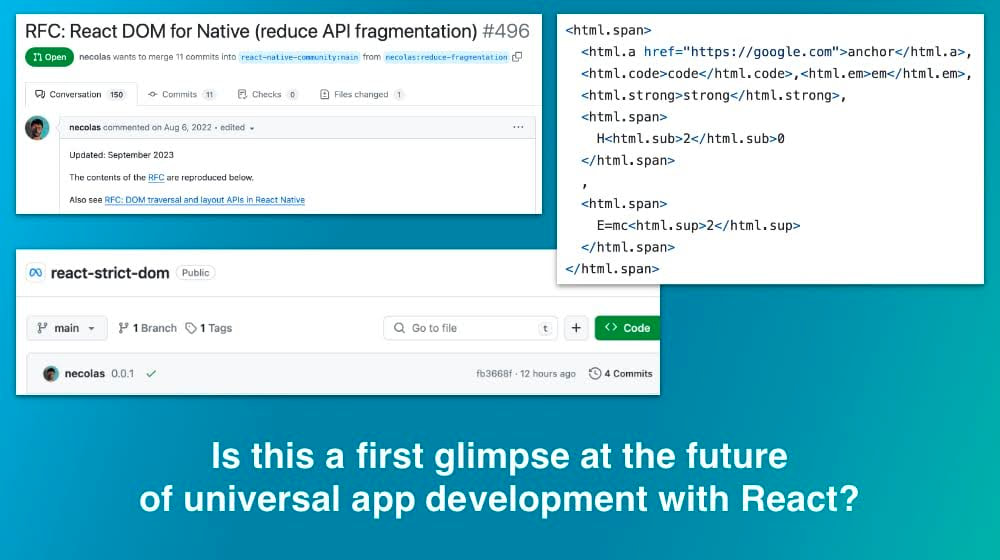 RFC: React DOM for Native (reduce API fragmentation) #496
Open necolas wants to merge 11 commits into react-native-community:main from necolas:reduce-fragmentation
Conversation 150 Commits 11 Checks 0 Files changed 1
necolas commented on Aug 6, 2022 • edited
Updated: September 2023
The contents of the RFC are reproduced below.
Also see RFC: DOM traversal and layout APIs in React Native
<html.span>
<html.a href="https://google.com">anchor</html.a>,
<html.code>code</html.code>,<html.em>em</html.em>,
<html.strong>strong</html.strong>,
<html.span>
H<html.sub>2</html.sub>0
</html.span>
,
<html.span>
E=mc<html.sup>2</html.sup>
</html.span>
</html.span>
react-strict-dom Public
main 1 Branch 1 Tags Go to file t + Code
necolas 0.0.1 fb3668f · 12 hours ago 4 Commits
Is this a first glimpse at the future
of universal app development with React?